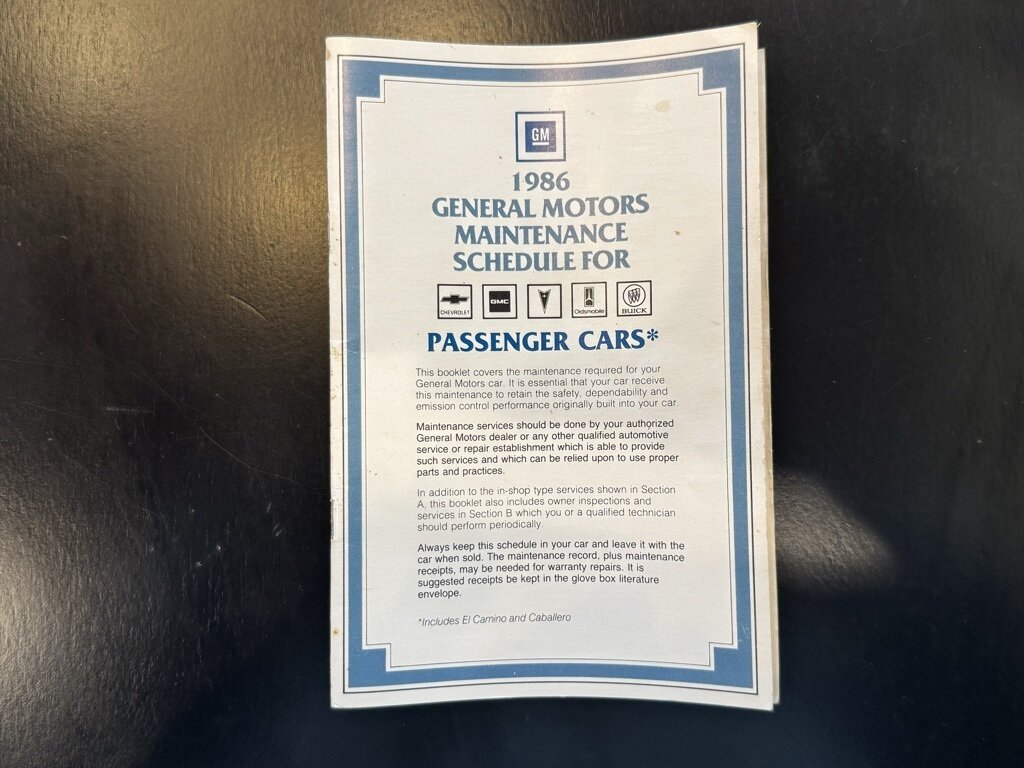 GM
1986
GENERAL MOTORS
MAINTENANCE
SCHEDULE FOR
CHEVROLET GMC Oldsmobile BUICK
PASSENGER CARS*
This booklet covers the maintenance required for your
General Motors car. It is essential that your car receive
this maintenance to retain the safety, dependability and
emission control performance originally built into your car.
Maintenance services should be done by your authorized
General Motors dealer or any other qualified automotive
service or repair establishment which is able to provide
such services and which can be relied upon to use proper
parts and practices.
In addition to the in-shop type services shown in Section
A, this booklet also includes owner inspections and
services in Section B which you or a qualified technician
should perform periodically.
Always keep this schedule in your car and leave it with the
car when sold. The maintenance record, plus maintenance
receipts, may be needed for warranty repairs. It is
suggested receipts be kept in the glove box literature
envelope.
*Includes El Camino and Caballero